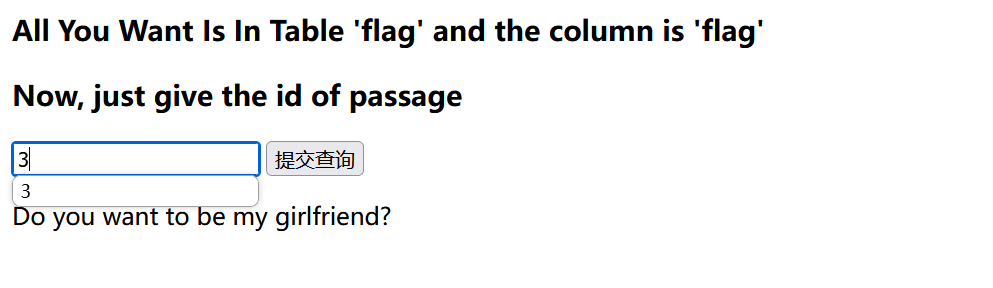 All You Want Is In Table 'flag' and the column is 'flag'
Now, just give the id of passage
3 提交查询
3
Do you want to be my girlfriend?